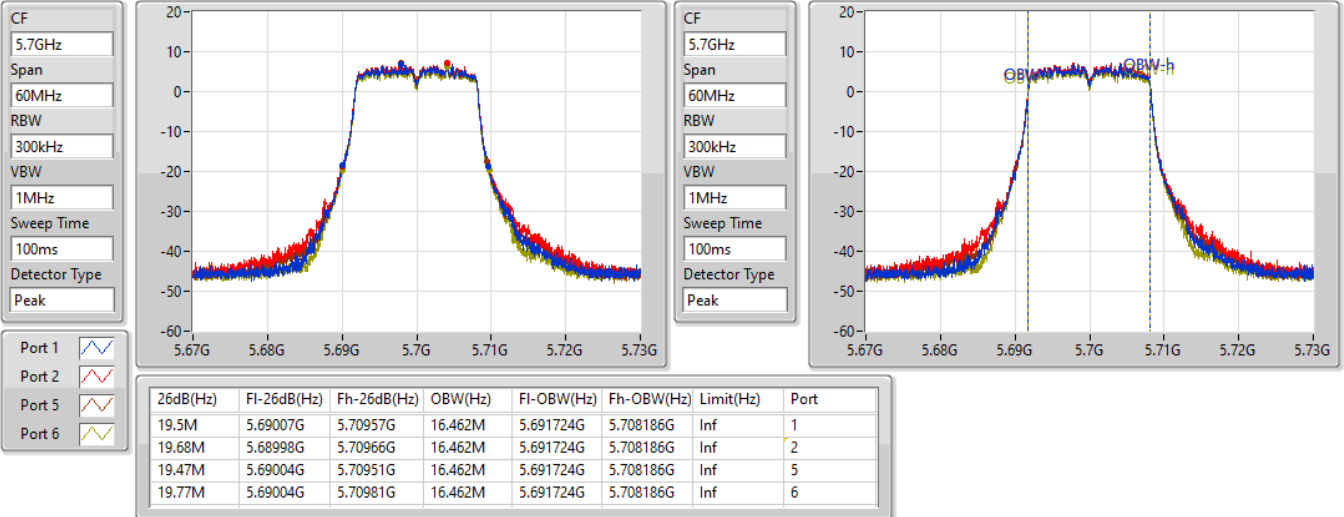 CF
5.7GHz
Span
60MHz
RBW
300kHz
VBW
1MHz
Sweep Time
100ms
Detector Type
Peak
20
10
0
-10
-20
-30
-40
-50
-60
5.67G 5.68G 5.69G 5.7G 5.71G 5.72G 5.73G
CF
5.7GHz
Span
60MHz
RBW
300kHz
VBW
1MHz
Sweep Time
100ms
Detector Type
Peak
20
10
0
-10
-20
-30
-40
-50
-60
OBW-h
5.67G 5.68G 5.69G 5.7G 5.71G 5.72G 5.73G
Port 1
Port 2
Port 5
Port 6
26dB(Hz) Fl-26dB(Hz) Fh-26dB(Hz) OBW(Hz) Fl-OBW(Hz) Fh-OBW(Hz) Limit(Hz) Port
19.5M 5.69007G 5.70957G 16.462M 5.691724G 5.708186G Inf 1
19.68M 5.68998G 5.70966G 16.462M 5.691724G 5.708186G Inf 2
19.47M 5.69004G 5.70951G 16.462M 5.691724G 5.708186G Inf 5
19.77M 5.69004G 5.70981G 16.462M 5.691724G 5.708186G Inf 6